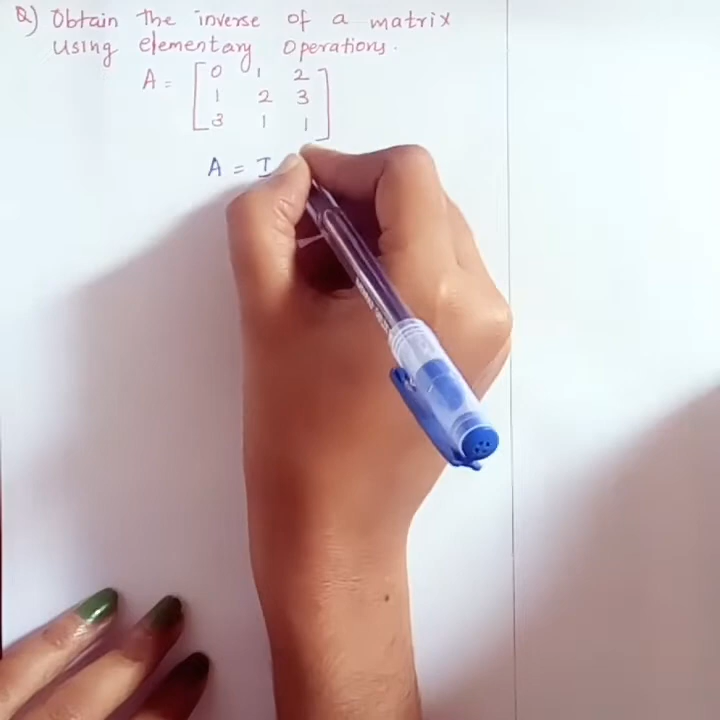 Q) Obtain the inverse of a matrix
using elementary operations.
A = [ 0 1 2
1 2 3
3 1 1 ]
A = I